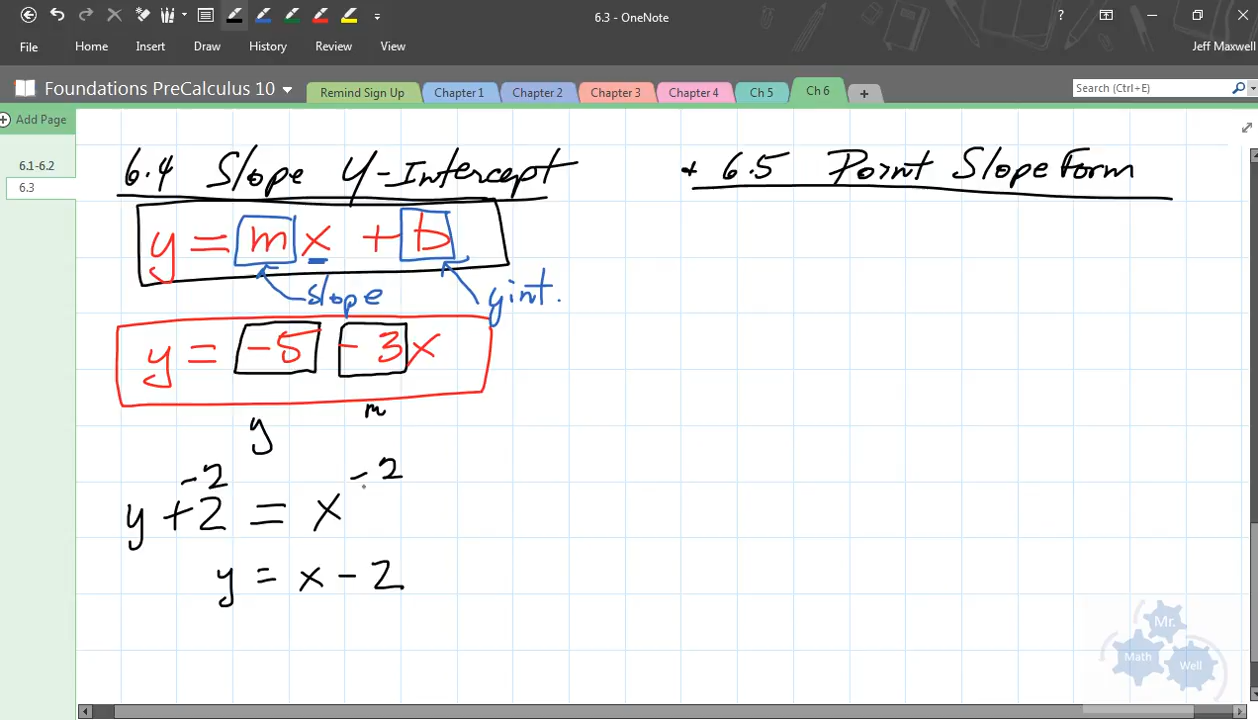 6.3 - OneNote
?
File
Home
Insert
Draw
History
Review
View
Jeff Maxwell
Foundations PreCalculus 10
Remind Sign Up
Chapter 1
Chapter 2
Chapter 3
Chapter 4
Ch 5
Ch 6
Search (Ctrl+E)
Add Page
6.1-6.2
6.3
6.4 Slope Y-Intercept
+ 6.5 Point Slope Form
y = mx + b
slope
y int.
y = -5 - 3x
y
m
-2
-2
y + 2 = x
y = x - 2
Mr.
Math
Well